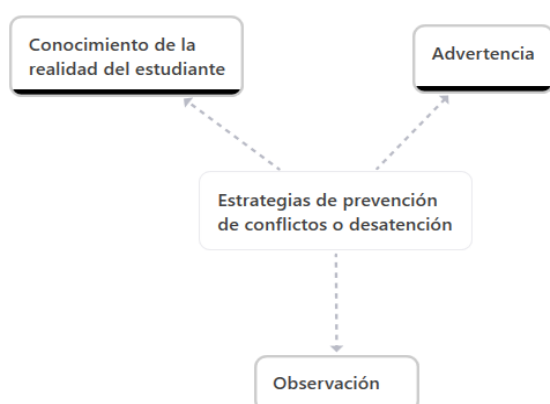 Conocimiento de la
realidad del estudiante
Advertencia
Estrategias de prevención
de conflictos o desatención
Observación